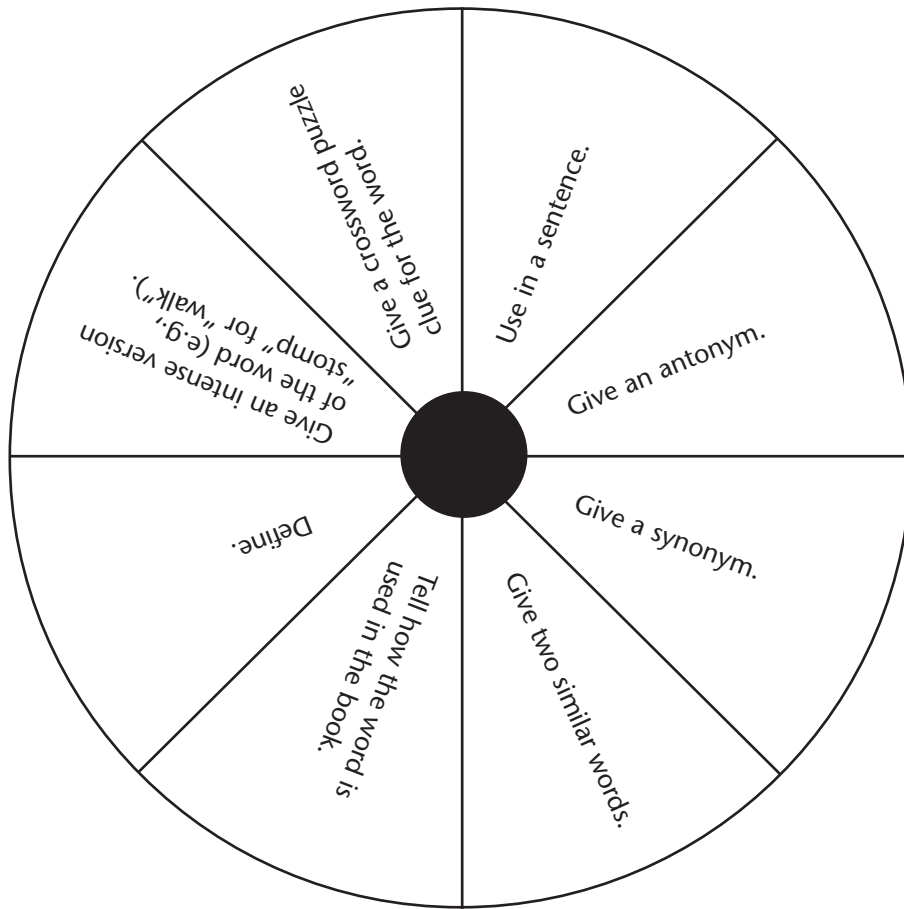 Use in a sentence.
Give an antonym.
Give a synonym.
Give two similar words.
Tell how the word is
used in the book.
Define.
Give an intense version
of the word (e.g.,
“stomp” for “walk”).
Give a crossword puzzle
clue for the word.